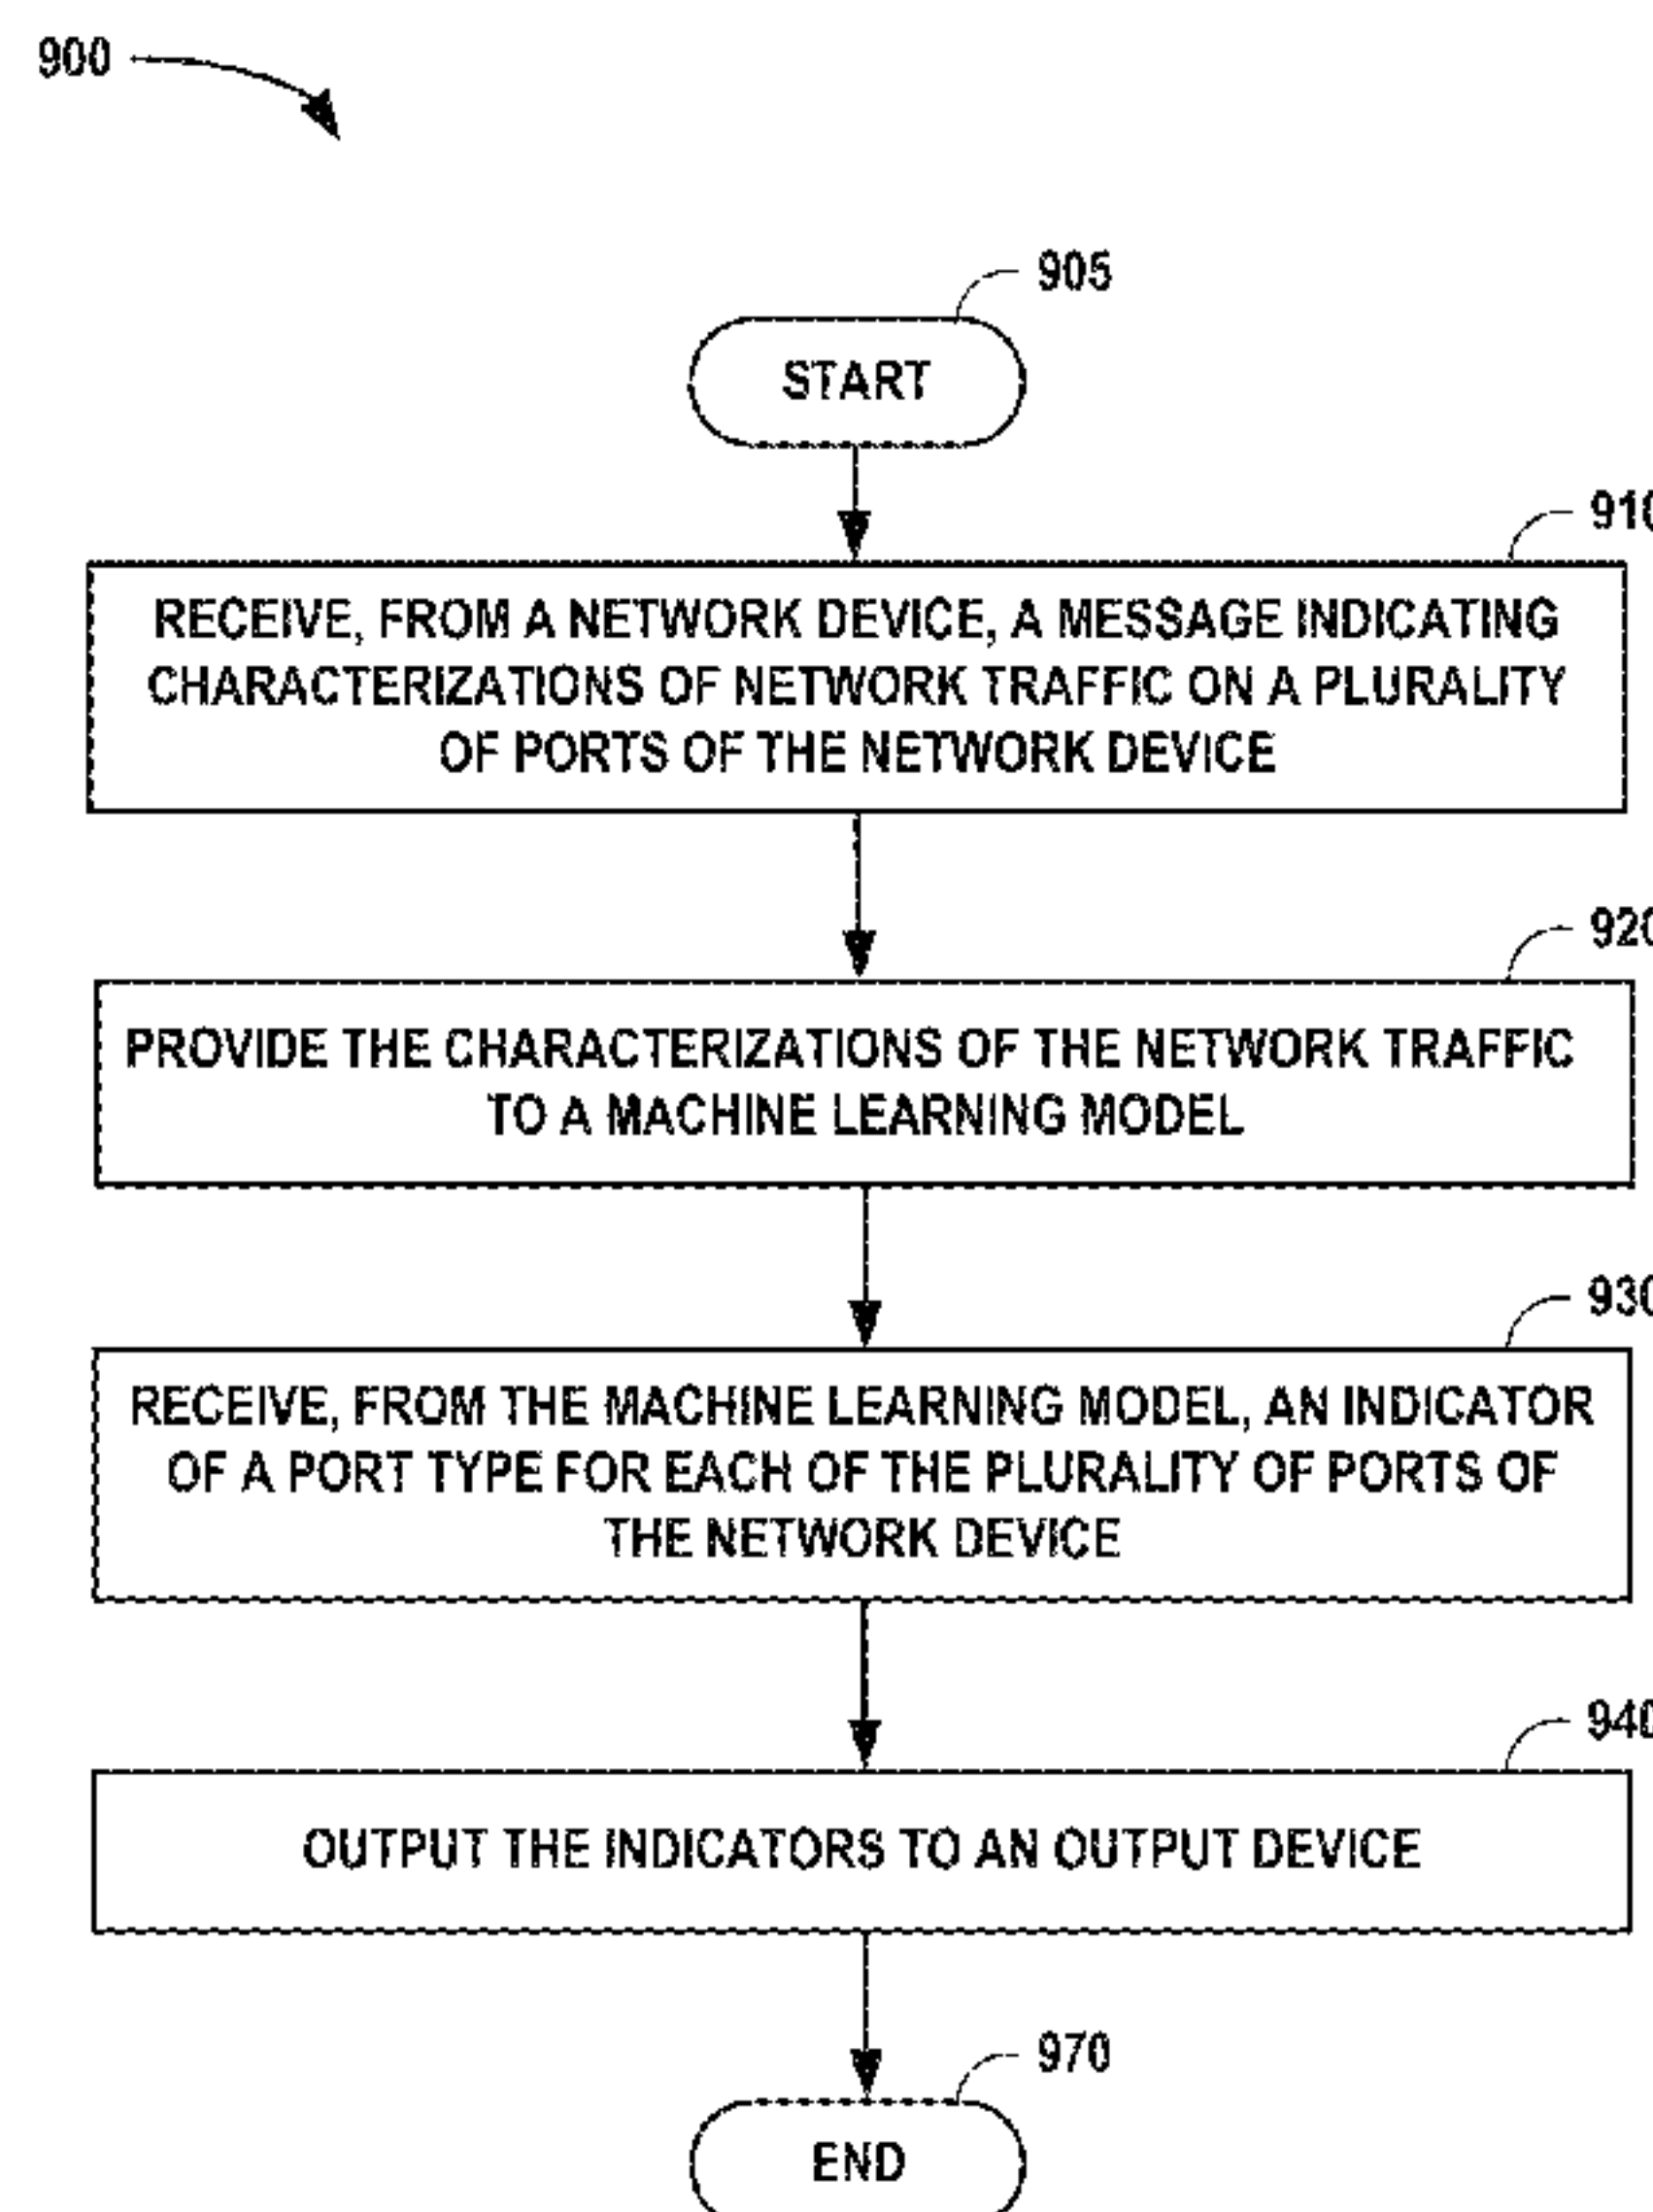 900
905
START
910
RECEIVE, FROM A NETWORK DEVICE, A MESSAGE INDICATING
CHARACTERIZATIONS OF NETWORK TRAFFIC ON A PLURALITY
OF PORTS OF THE NETWORK DEVICE
920
PROVIDE THE CHARACTERIZATIONS OF THE NETWORK TRAFFIC
TO A MACHINE LEARNING MODEL
930
RECEIVE, FROM THE MACHINE LEARNING MODEL, AN INDICATOR
OF A PORT TYPE FOR EACH OF THE PLURALITY OF PORTS OF
THE NETWORK DEVICE
940
OUTPUT THE INDICATORS TO AN OUTPUT DEVICE
970
END